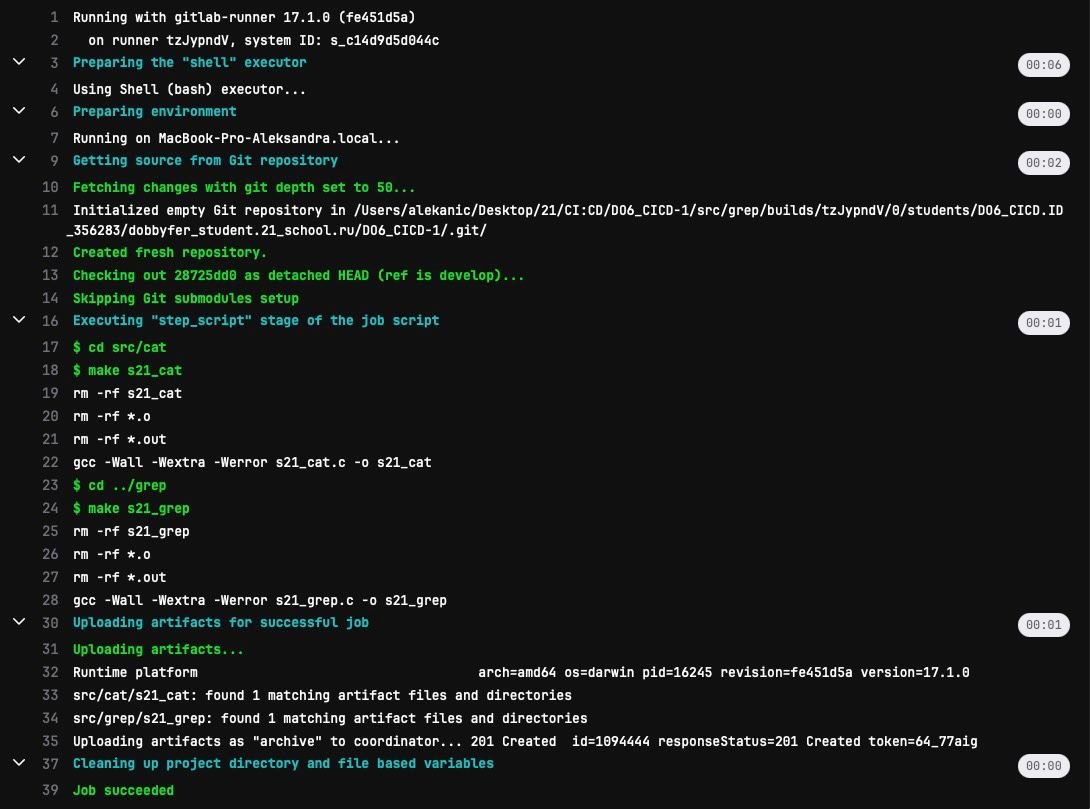 1 Running with gitlab-runner 17.1.0 (fe451d5a)
2 on runner tzJypndV, system ID: s_c14d9d5d044c
3 Preparing the "shell" executor 00:06
4 Using Shell (bash) executor...
6 Preparing environment 00:00
7 Running on MacBook-Pro-Aleksandra.local...
9 Getting source from Git repository 00:02
10 Fetching changes with git depth set to 50...
11 Initialized empty Git repository in /Users/alekanic/Desktop/21/CI:CD/DO6_CICD-1/src/grep/builds/tzJypndV/0/students/DO6_CICD.ID
_356283/dobbyfer_student.21_school.ru/DO6_CICD-1/.git/
12 Created fresh repository.
13 Checking out 28725dd0 as detached HEAD (ref is develop)...
14 Skipping Git submodules setup
16 Executing "step_script" stage of the job script 00:01
17 $ cd src/cat
18 $ make s21_cat
19 rm -rf s21_cat
20 rm -rf *.o
21 rm -rf *.out
22 gcc -Wall -Wextra -Werror s21_cat.c -o s21_cat
23 $ cd ../grep
24 $ make s21_grep
25 rm -rf s21_grep
26 rm -rf *.o
27 rm -rf *.out
28 gcc -Wall -Wextra -Werror s21_grep.c -o s21_grep
30 Uploading artifacts for successful job 00:01
31 Uploading artifacts...
32 Runtime platform arch=amd64 os=darwin pid=16245 revision=fe451d5a version=17.1.0
33 src/cat/s21_cat: found 1 matching artifact files and directories
34 src/grep/s21_grep: found 1 matching artifact files and directories
35 Uploading artifacts as "archive" to coordinator... 201 Created id=1094444 responseStatus=201 Created token=64_77aig
37 Cleaning up project directory and file based variables 00:00
39 Job succeeded